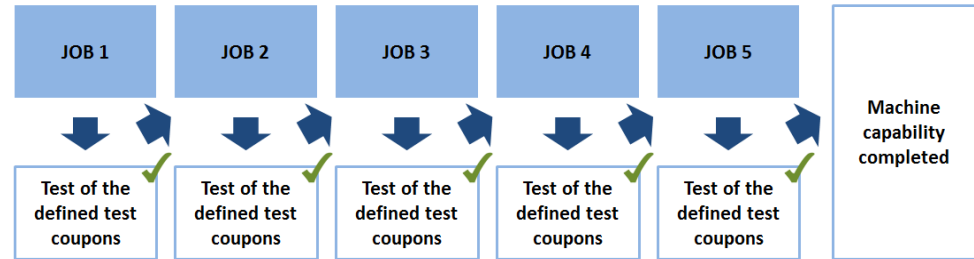 JOB 1
JOB 2
JOB 3
JOB 4
JOB 5
Test of the
defined test
coupons
Test of the
defined test
coupons
Test of the
defined test
coupons
Test of the
defined test
coupons
Test of the
defined test
coupons
Machine
capability
completed